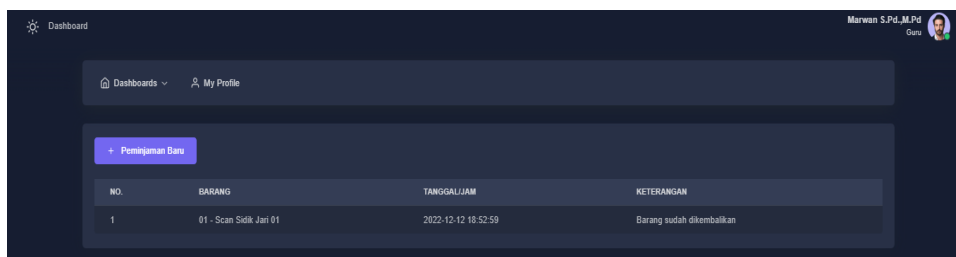 Dashboard
Marwan S.Pd.,M.Pd
Guru
Dashboards
My Profile
+ Peminjaman Baru
NO. BARANG TANGGAL/JAM KETERANGAN
1 01 - Scan Sidik Jari 01 2022-12-12 18:52:59 Barang sudah dikembalikan